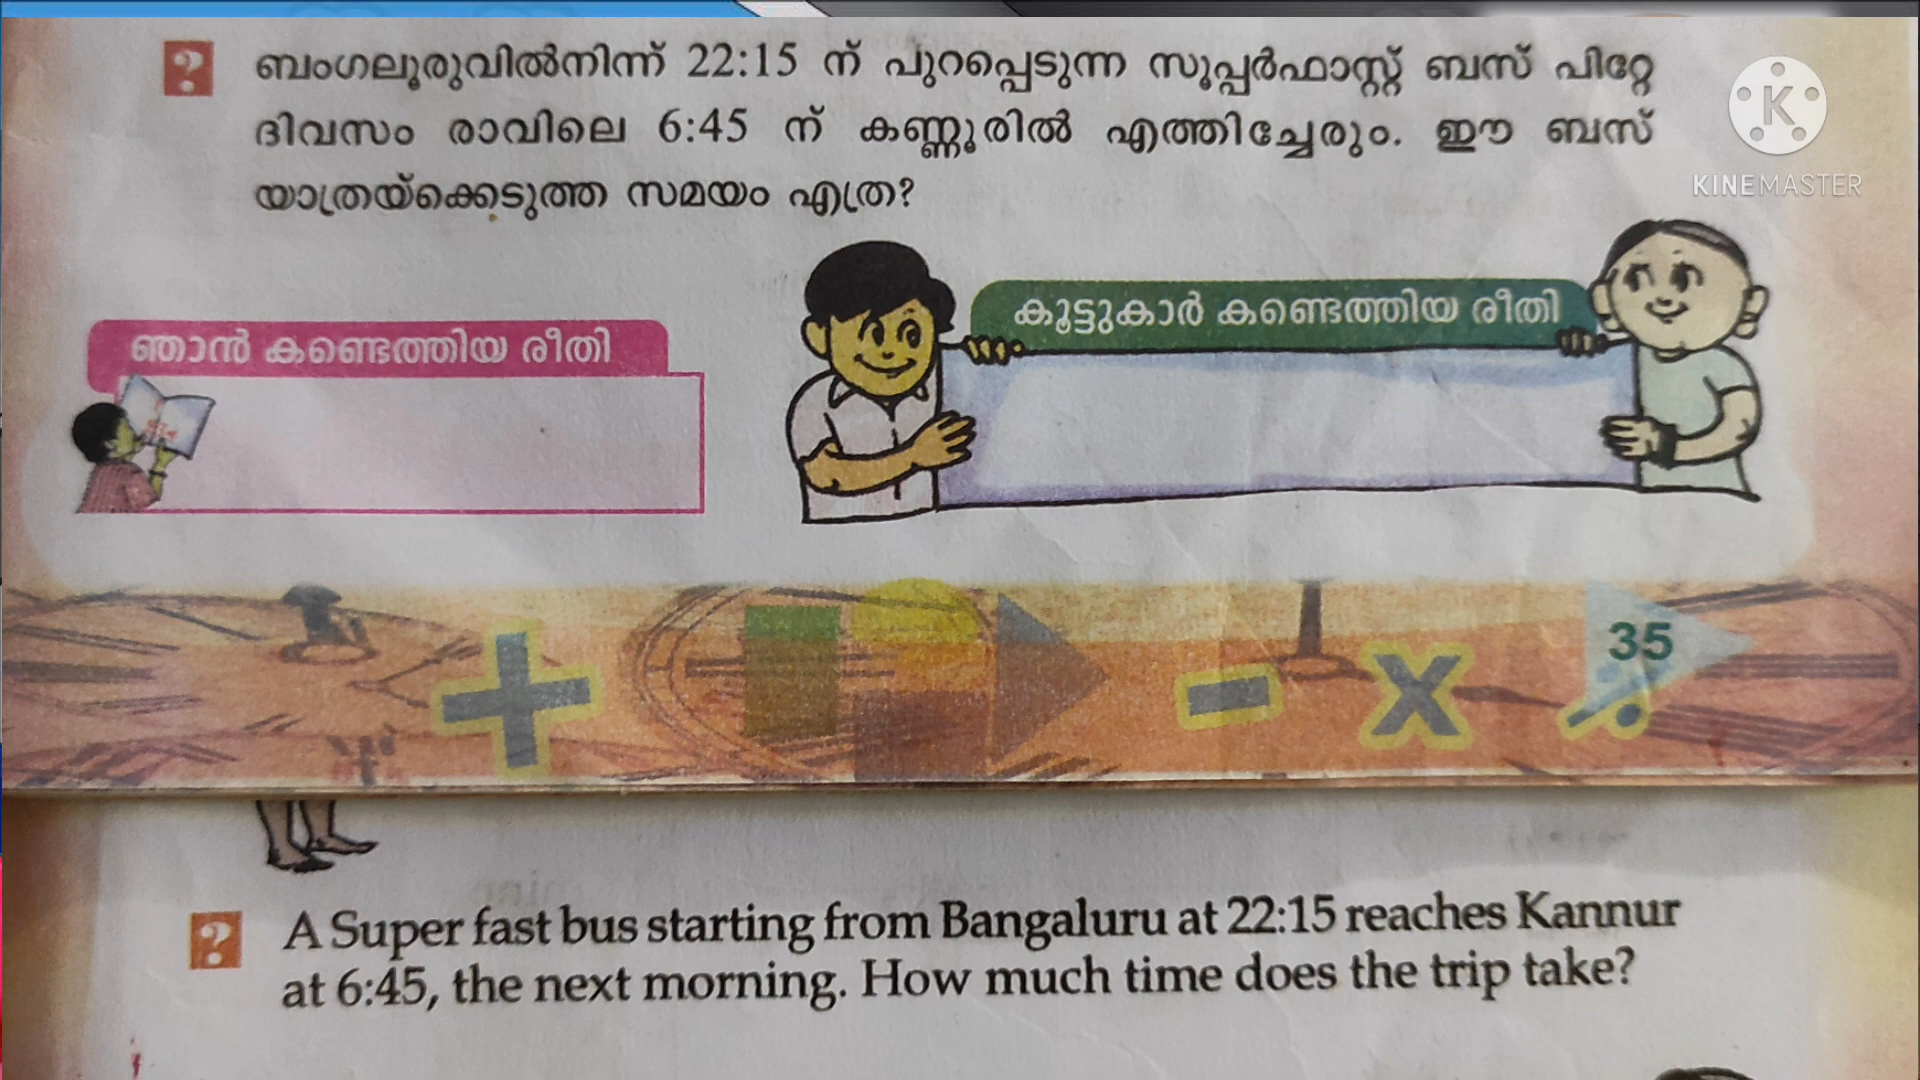 ? ബംഗലൂരുവിൽനിന്ന് 22:15 ന് പുറപ്പെടുന്ന സൂപ്പർഫാസ്റ്റ് ബസ് പിറ്റേ
ദിവസം രാവിലെ 6:45 ന് കണ്ണൂരിൽ എത്തിച്ചേരും. ഈ ബസ്
യാത്രയ്ക്കെടുത്ത സമയം എത്ര?
K
KINEMASTER
ഞാൻ കണ്ടെത്തിയ രീതി
കൂട്ടുകാർ കണ്ടെത്തിയ രീതി
+ - x
35
? A Super fast bus starting from Bangaluru at 22:15 reaches Kannur
at 6:45, the next morning. How much time does the trip take?